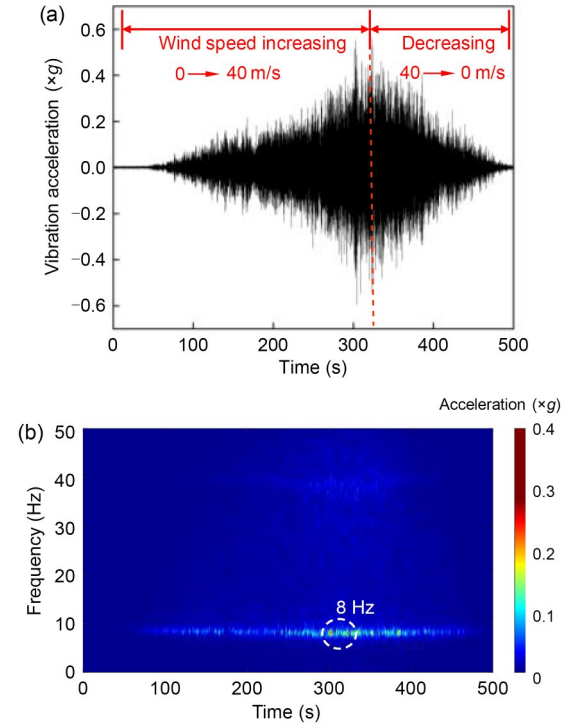 (a)
Wind speed increasing
Decreasing
0 → 40 m/s
40 → 0 m/s
Vibration acceleration (×g)
0.6
0.4
0.2
0.0
−0.2
−0.4
−0.6
0 100 200 300 400 500
Time (s)
Acceleration (×g)
(b)
Frequency (Hz)
50
40
30
20
10
0
8 Hz
0.4
0.3
0.2
0.1
0
0 100 200 300 400 500
Time (s)